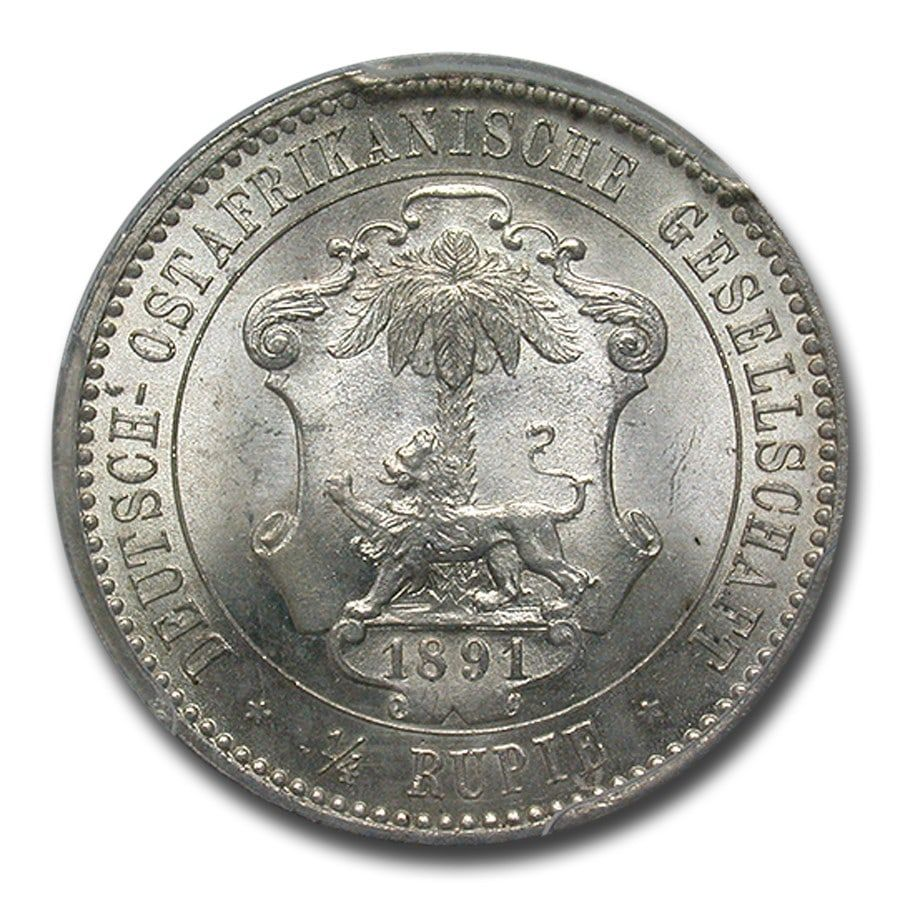 DEUTSCH-OSTAFRIKANISCHE GESELLSCHAFT
1891
* 1/4 RUPIE *